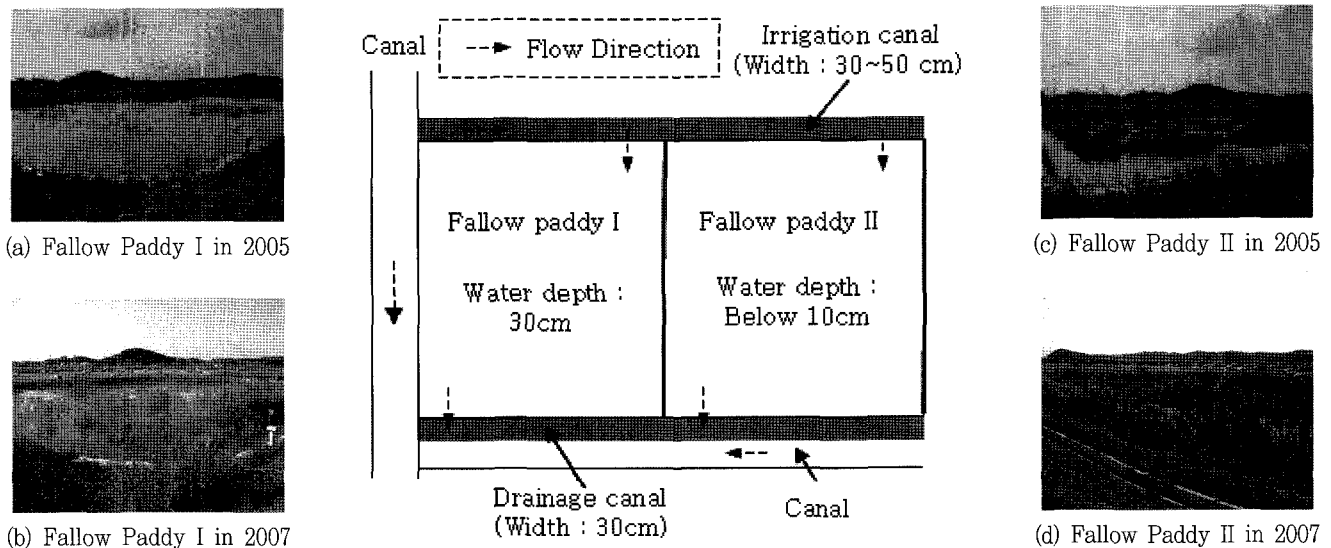 Canal
Flow Direction
Irrigation canal
(Width : 30~50 cm)
(a) Fallow Paddy I in 2005
Fallow paddy I
Water depth :
30cm
Fallow paddy II
Water depth :
Below 10cm
(c) Fallow Paddy II in 2005
Drainage canal
(Width : 30cm)
Canal
(b) Fallow Paddy I in 2007
(d) Fallow Paddy II in 2007